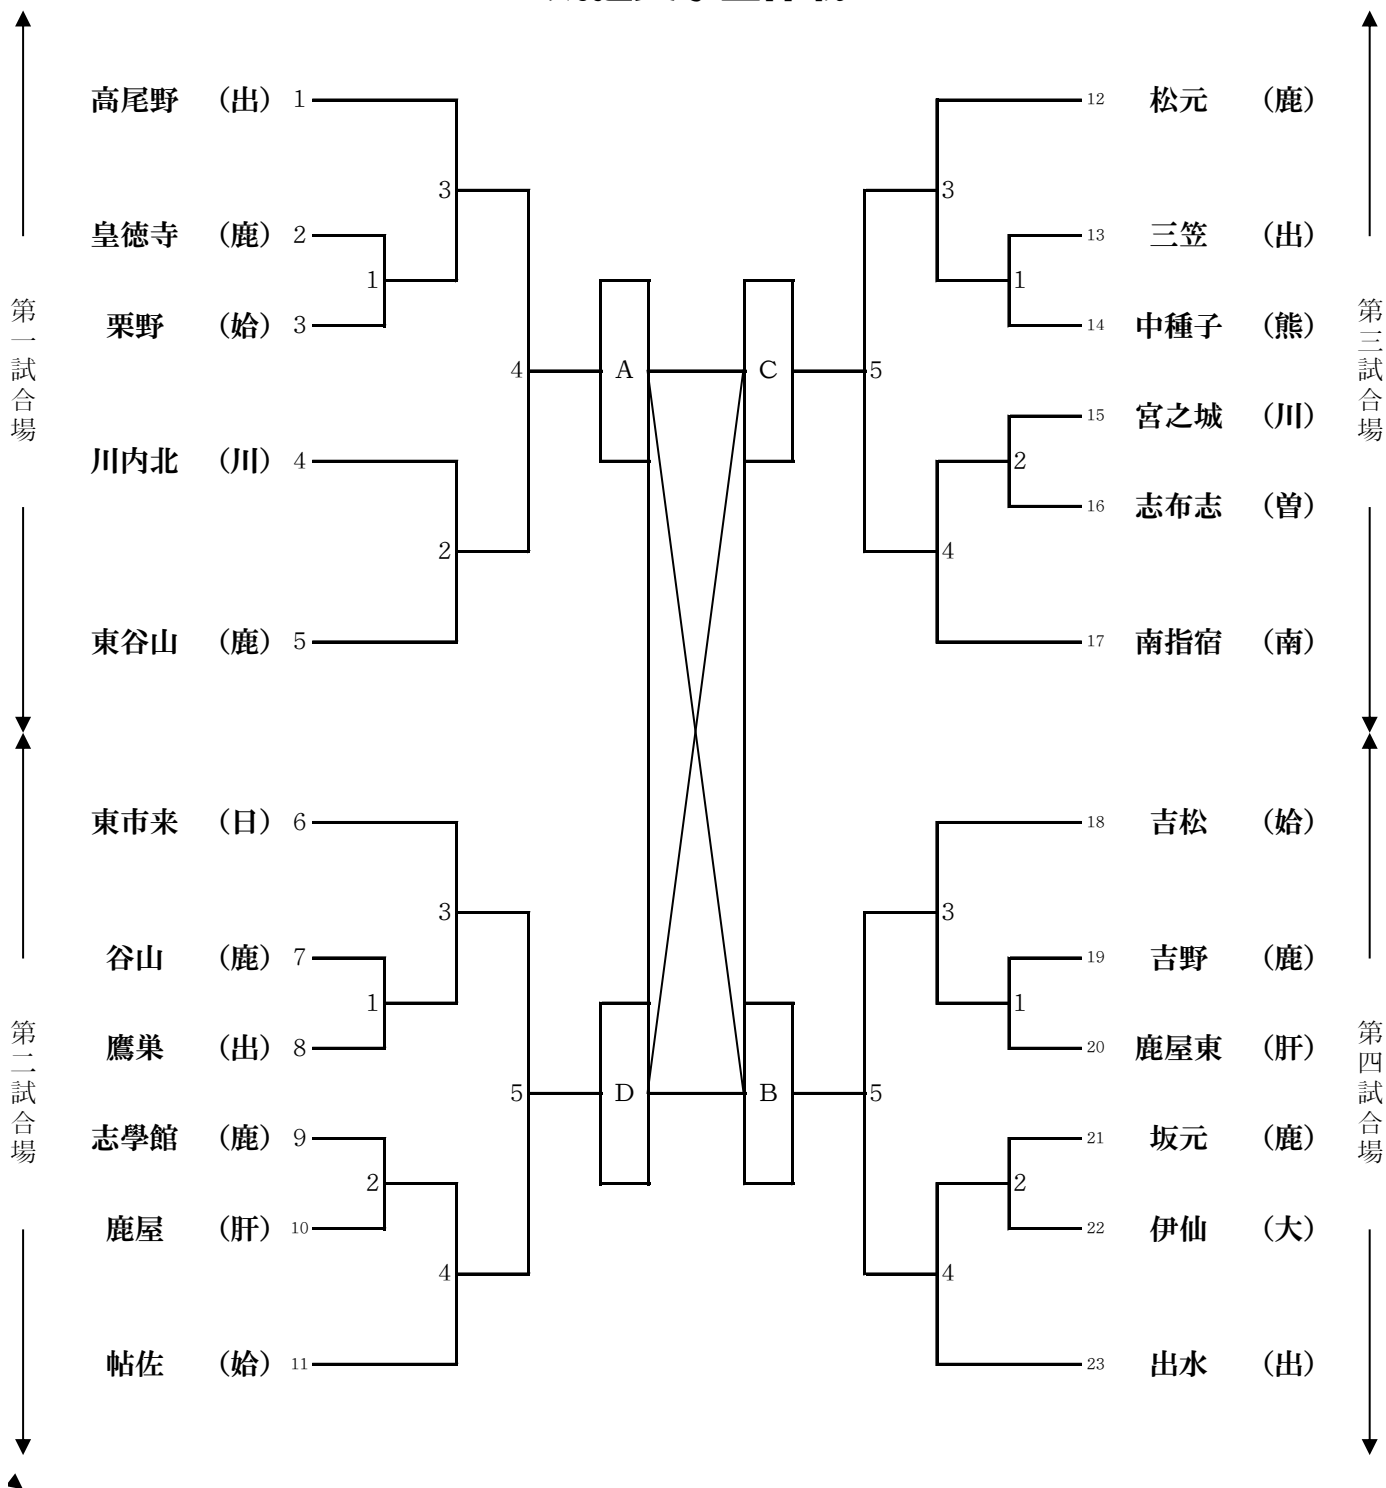 第一試合場
高尾野 （出） 1
皇徳寺 （鹿） 2
栗野 （姶） 3
川内北 （川） 4
東谷山 （鹿） 5
3
1
4
2
第二試合場
東市来 （日） 6
谷山 （鹿） 7
鷹巣 （出） 8
志學館 （鹿） 9
鹿屋 （肝） 10
帖佐 （姶） 11
3
1
5
2
4
A
C
D
B
第三試合場
12 松元 （鹿）
13 三笠 （出）
14 中種子 （熊）
15 宮之城 （川）
16 志布志 （曽）
17 南指宿 （南）
3
1
5
2
4
第四試合場
18 吉松 （姶）
19 吉野 （鹿）
20 鹿屋東 （肝）
21 坂元 （鹿）
22 伊仙 （大）
23 出水 （出）
3
1
5
2
4